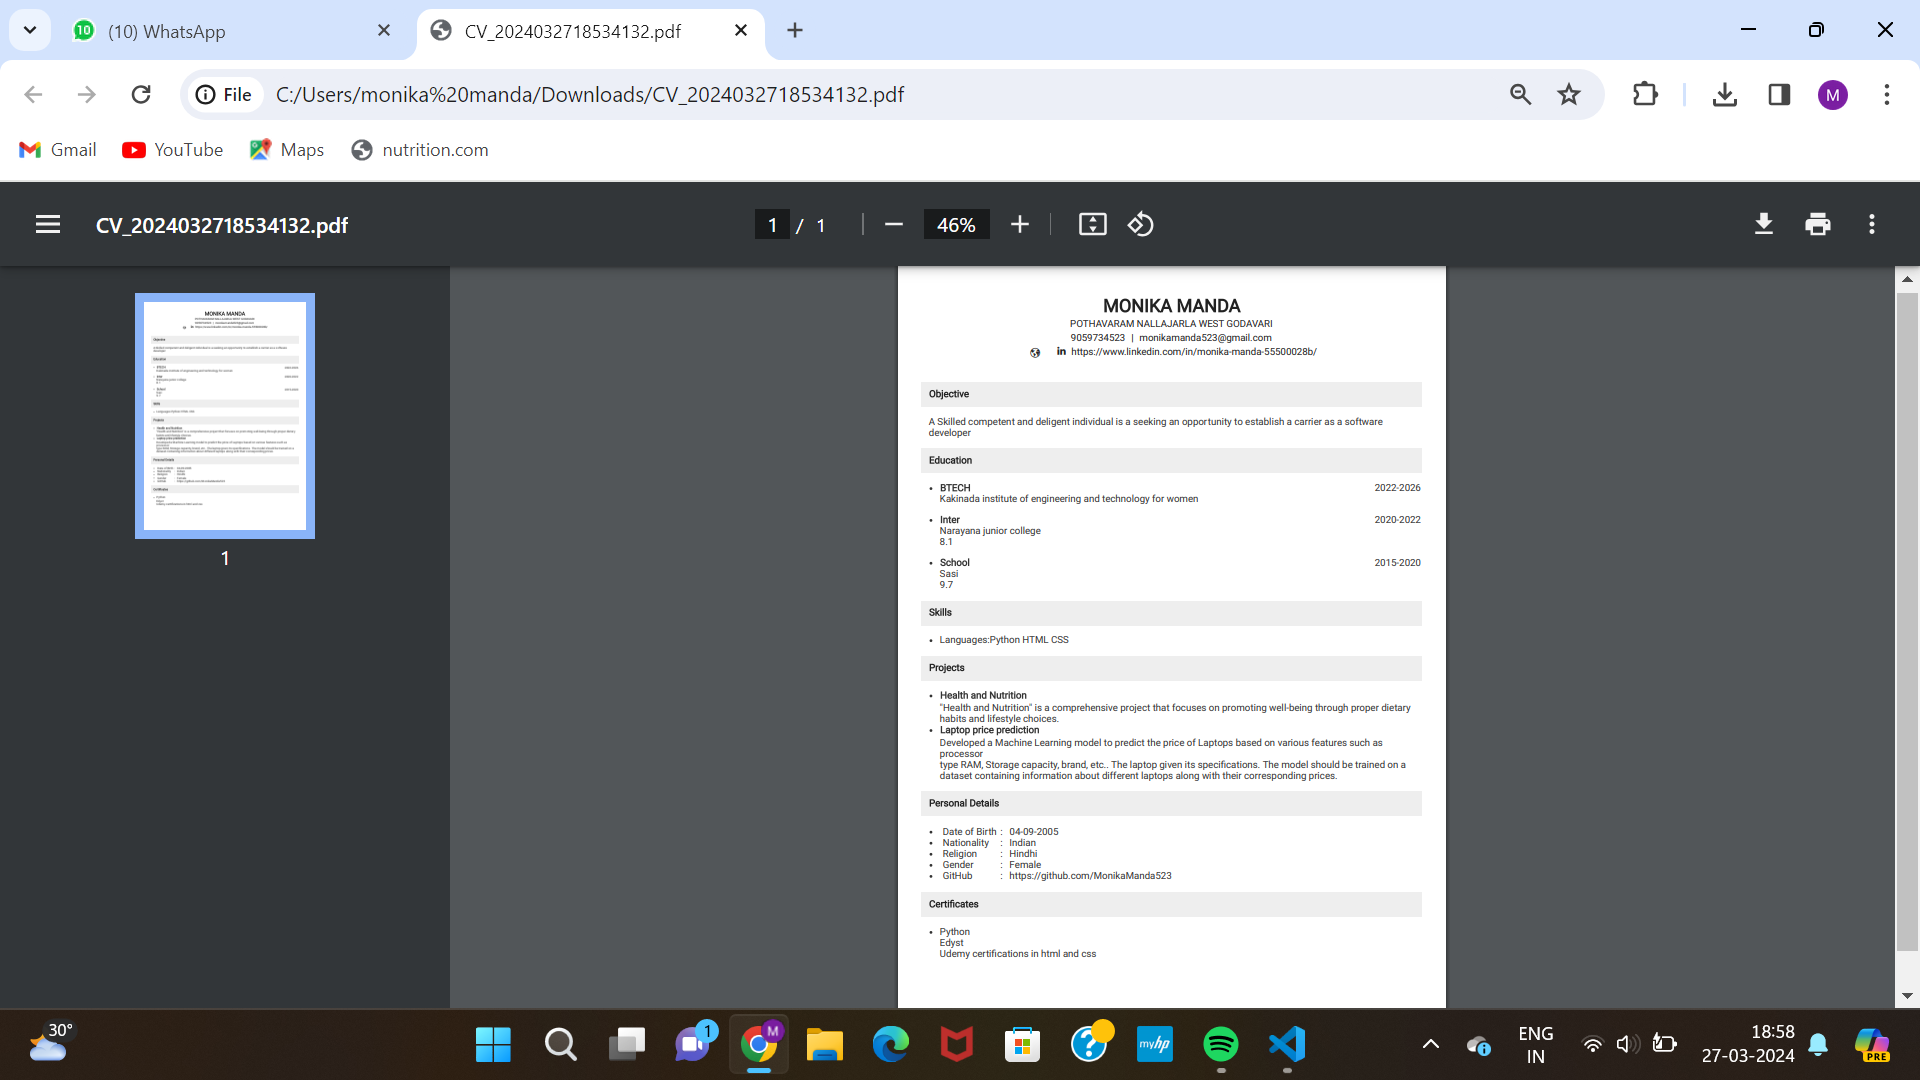 (10) WhatsApp
CV_2024032718534132.pdf
File
C:/Users/monika%20manda/Downloads/CV_2024032718534132.pdf
M
Gmail
YouTube
Maps
nutrition.com
CV_2024032718534132.pdf
1 / 1
46%
1
MONIKA MANDA
POTHAVARAM NALLAJARLA WEST GODAVARI
9059734523 | monikamanda523@gmail.com
in https://www.linkedin.com/in/monika-manda-55500028b/
Objective
A Skilled competent and deligent individual is a seeking an opportunity to establish a carrier as a software
developer
Education
• BTECH 2022-2026
Kakinada institute of engineering and technology for women
• Inter 2020-2022
Narayana junior college
8.1
• School 2015-2020
Sasi
9.7
Skills
• Languages:Python HTML CSS
Projects
• Health and Nutrition
"Health and Nutrition" is a comprehensive project that focuses on promoting well-being through proper dietary
habits and lifestyle choices.
• Laptop price prediction
Developed a Machine Learning model to predict the price of Laptops based on various features such as
processor
type RAM, Storage capacity, brand, etc.. The laptop given its specifications. The model should be trained on a
dataset containing information about different laptops along with their corresponding prices.
Personal Details
• Date of Birth : 04-09-2005
• Nationality : Indian
• Religion : Hindhi
• Gender : Female
• GitHub : https://github.com/MonikaManda523
Certificates
• Python
Edyst
Udemy certifications in html and css
30°
1
M
myhp
ENG
IN
18:58
27-03-2024
PRE